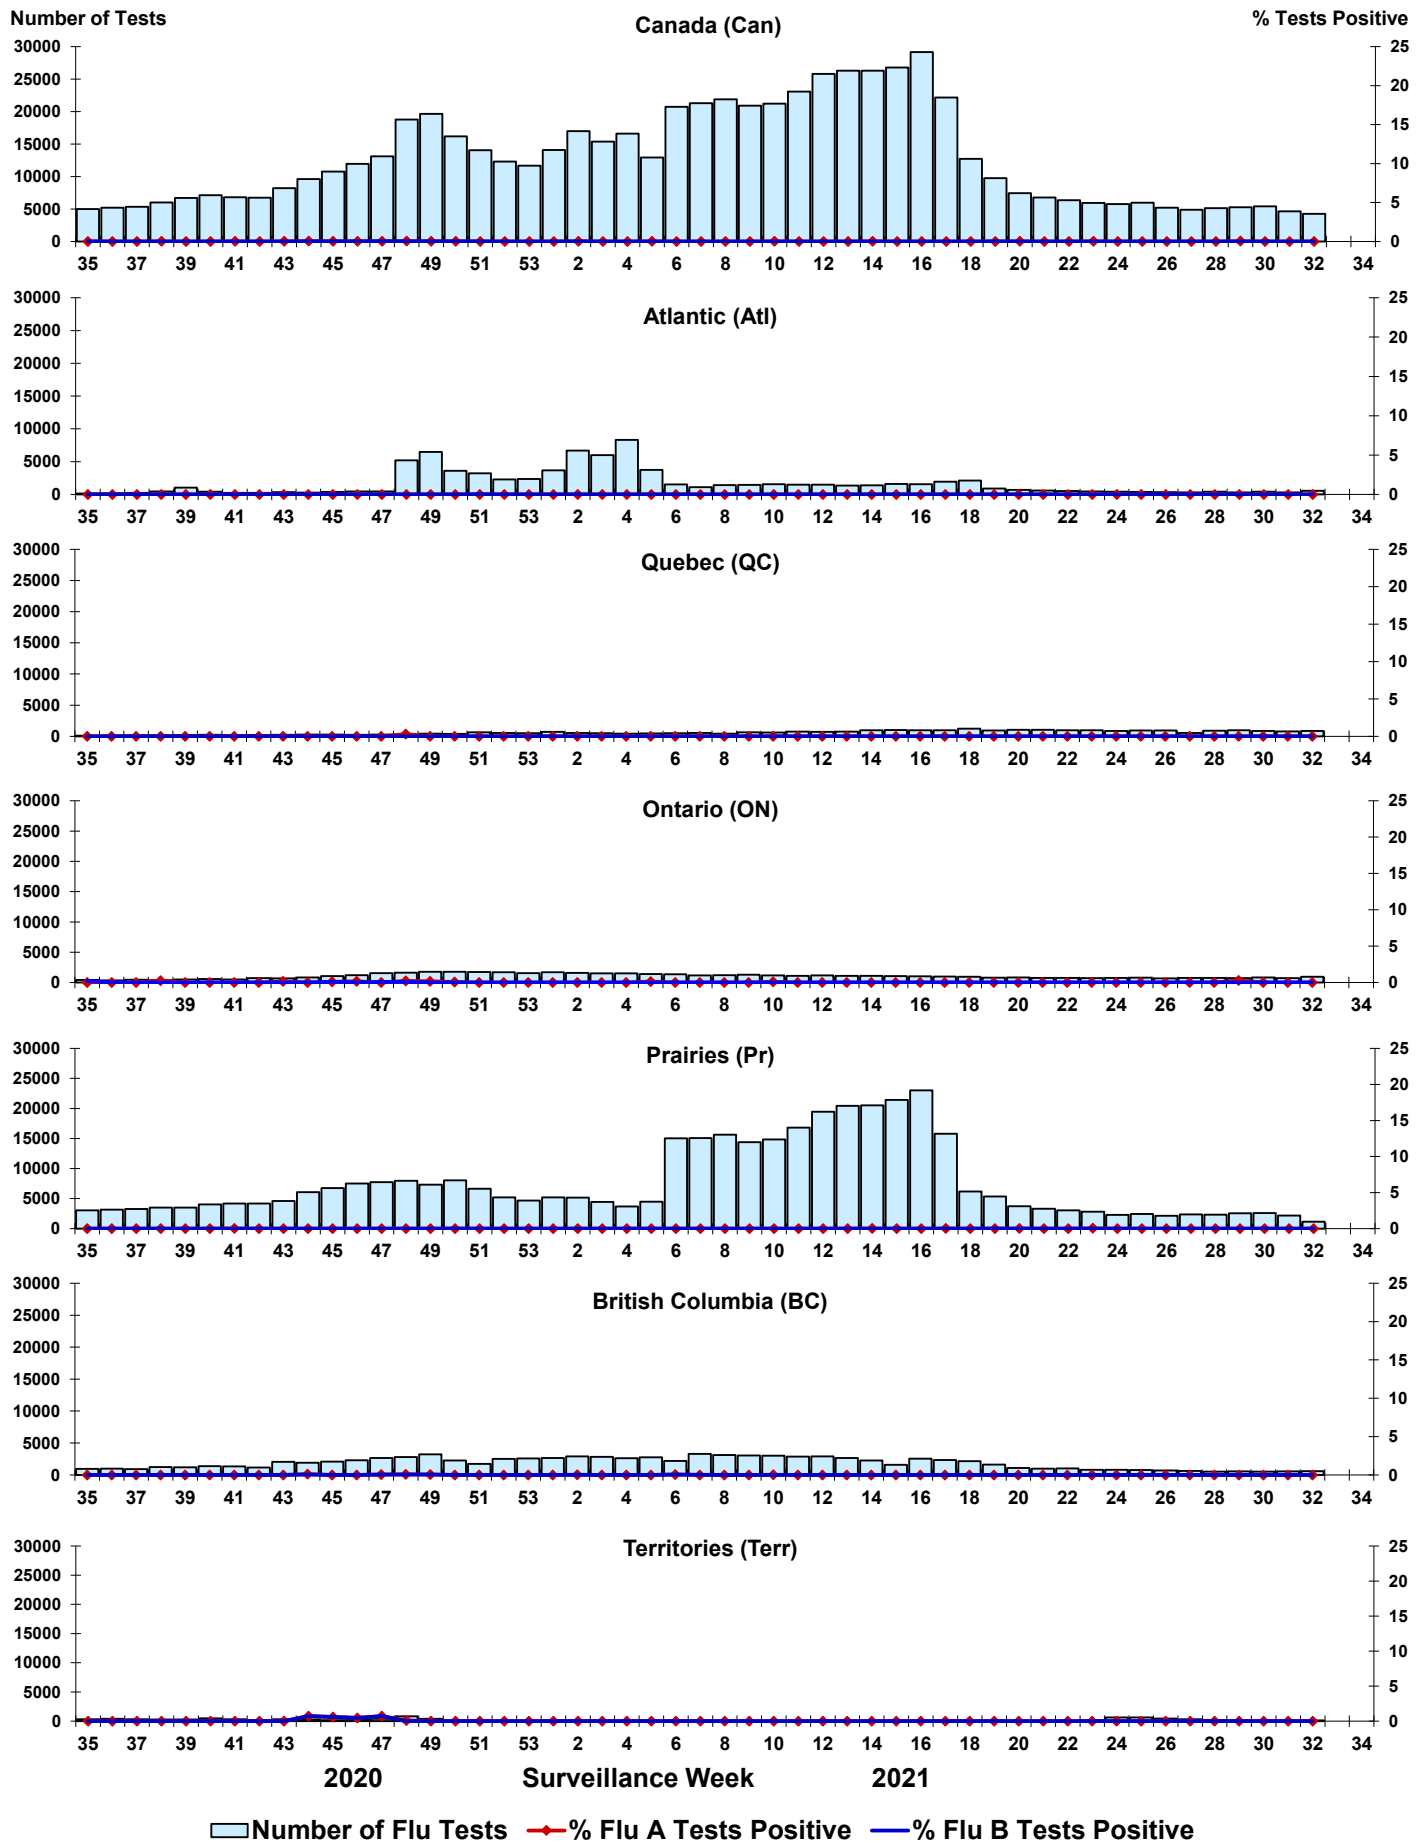 Number of Tests
Canada (Can)
% Tests Positive
30000 25000 20000 15000 10000 5000 0
25 20 15 10 5 0
35 37 39 41 43 45 47 49 51 53 2 4 6 8 10 12 14 16 18 20 22 24 26 28 30 32 34
Atlantic (Atl)
30000 25000 20000 15000 10000 5000 0
25 20 15 10 5 0
35 37 39 41 43 45 47 49 51 53 2 4 6 8 10 12 14 16 18 20 22 24 26 28 30 32 34
Quebec (QC)
30000 25000 20000 15000 10000 5000 0
25 20 15 10 5 0
35 37 39 41 43 45 47 49 51 53 2 4 6 8 10 12 14 16 18 20 22 24 26 28 30 32 34
Ontario (ON)
30000 25000 20000 15000 10000 5000 0
25 20 15 10 5 0
35 37 39 41 43 45 47 49 51 53 2 4 6 8 10 12 14 16 18 20 22 24 26 28 30 32 34
Prairies (Pr)
30000 25000 20000 15000 10000 5000 0
25 20 15 10 5 0
35 37 39 41 43 45 47 49 51 53 2 4 6 8 10 12 14 16 18 20 22 24 26 28 30 32 34
British Columbia (BC)
30000 25000 20000 15000 10000 5000 0
25 20 15 10 5 0
35 37 39 41 43 45 47 49 51 53 2 4 6 8 10 12 14 16 18 20 22 24 26 28 30 32 34
Territories (Terr)
30000 25000 20000 15000 10000 5000 0
25 20 15 10 5 0
35 37 39 41 43 45 47 49 51 53 2 4 6 8 10 12 14 16 18 20 22 24 26 28 30 32 34
2020 Surveillance Week 2021
Number of Flu Tests % Flu A Tests Positive % Flu B Tests Positive